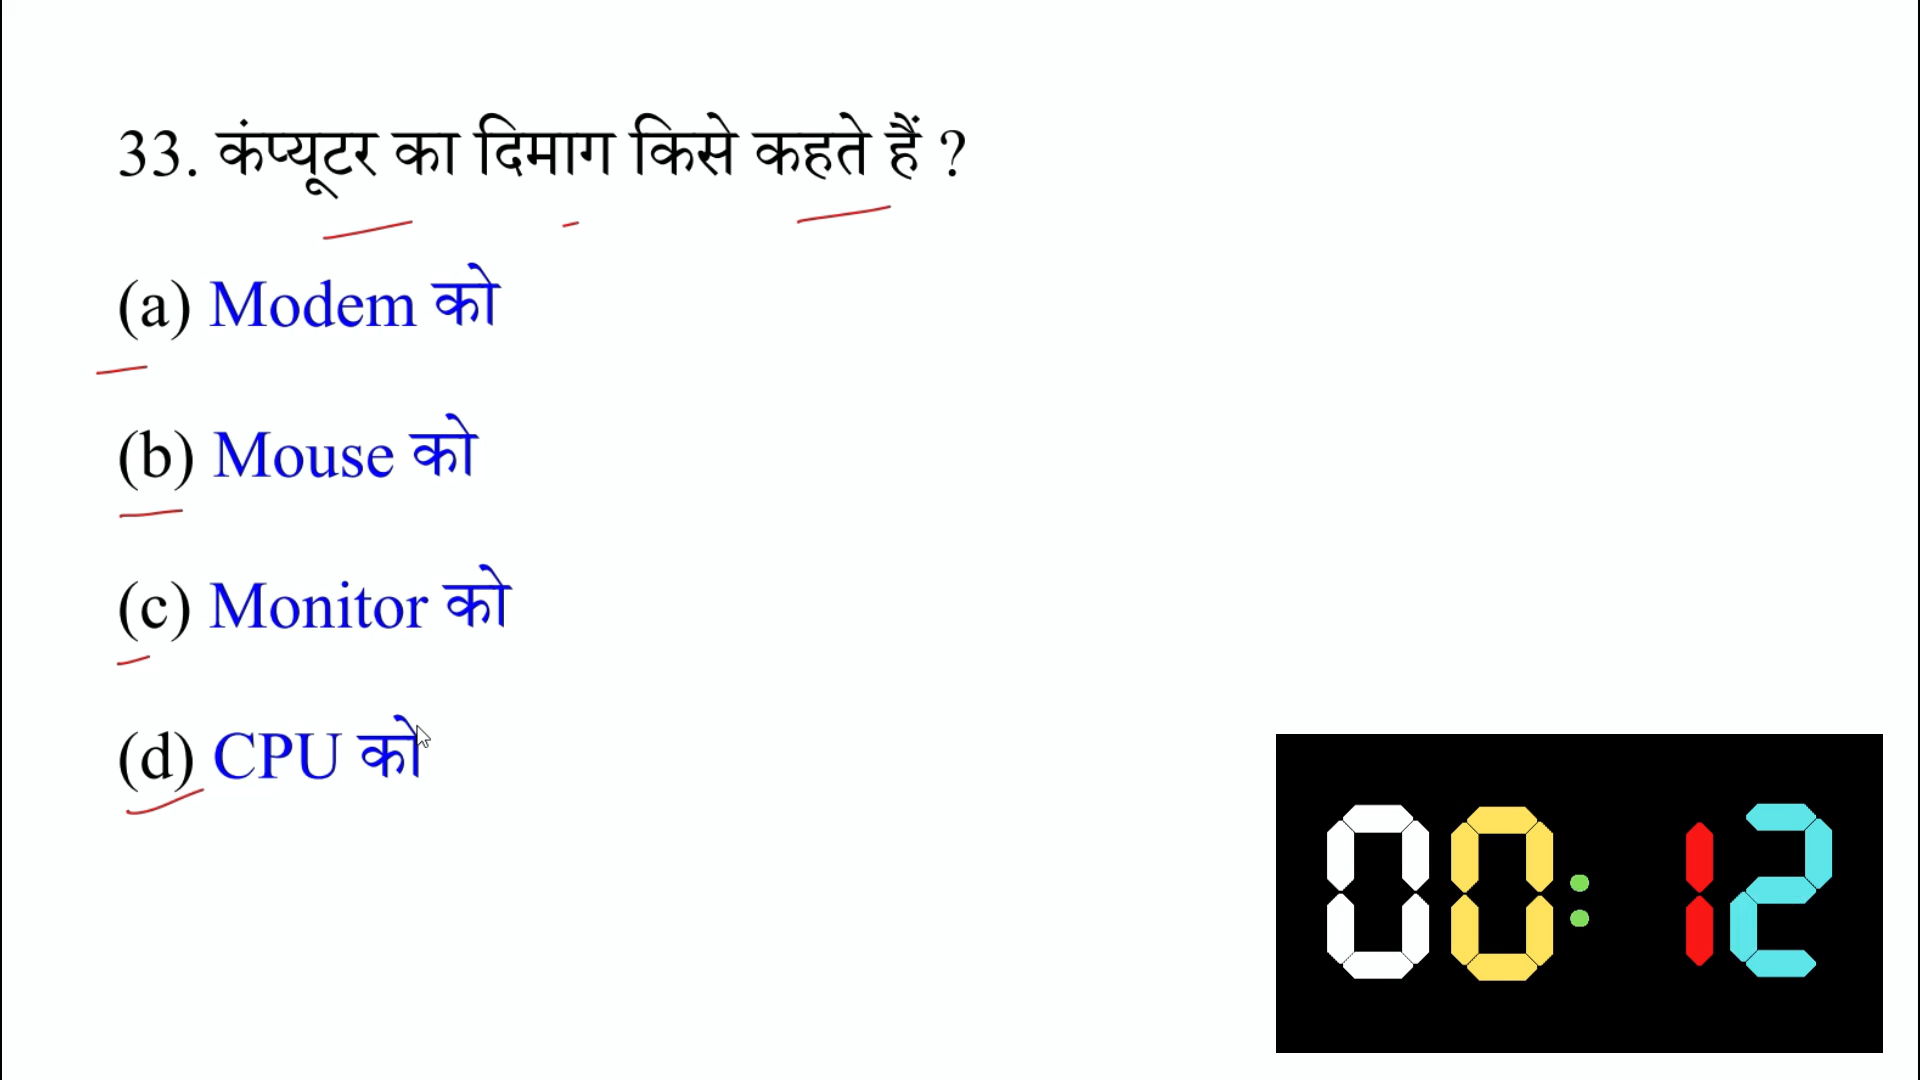 33. कंप्यूटर का दिमाग किसे कहते हैं ?
(a) Modem को
(b) Mouse को
(c) Monitor को
(d) CPU को
00: 12